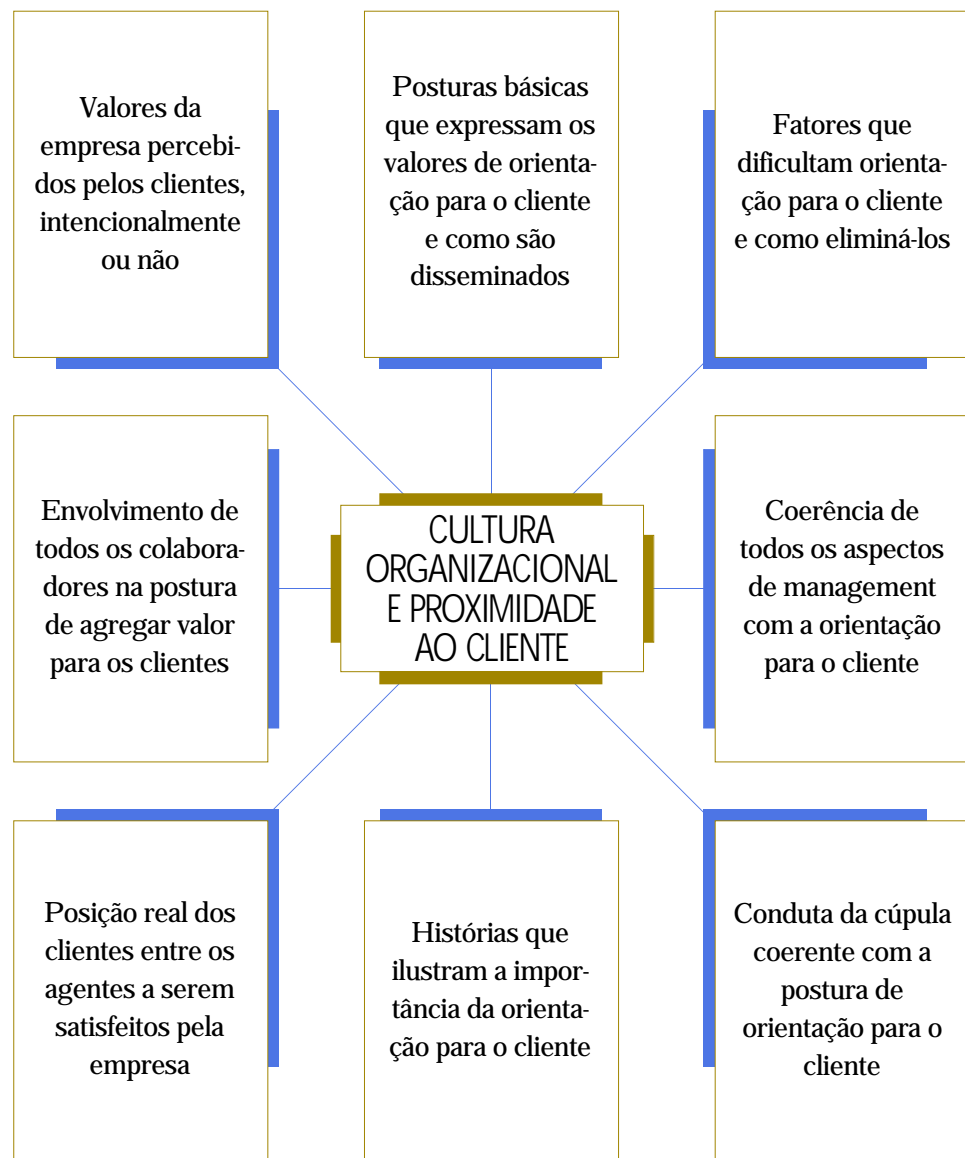 Valores da
empresa percebi-
dos pelos clientes,
intencionalmente
ou não
Posturas básicas
que expressam os
valores de orienta-
ção para o cliente
e como são
disseminados
Fatores que
dificultam orienta-
ção para o cliente
e como eliminá-los
Envolvimento de
todos os colabora-
dores na postura
de agregar valor
para os clientes
CULTURA
ORGANIZACIONAL
E PROXIMIDADE
AO CLIENTE
Coerência de
todos os aspectos
de management
com a orientação
para o cliente
Posição real dos
clientes entre os
agentes a serem
satisfeitos pela
empresa
Histórias que
ilustram a impor-
tância da orienta-
ção para o cliente
Conduta da cúpula
coerente com a
postura de
orientação para o
cliente